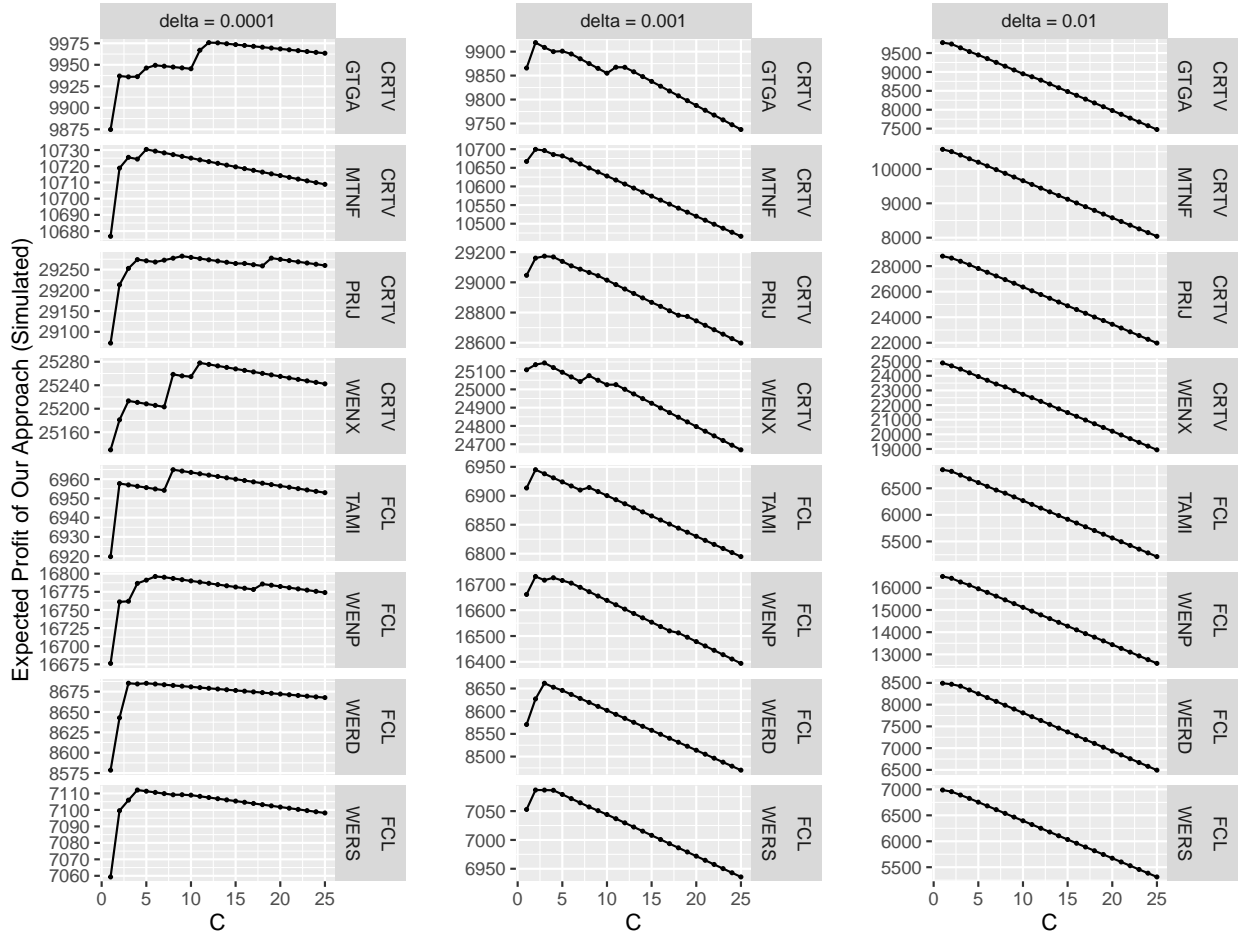 delta = 0.0001
delta = 0.001
delta = 0.01
Expected Profit of Our Approach (Simulated)
9975
9950
9925
9900
9875
CRTV
GTGA
9900
9850
9800
9750
CRTV
GTGA
9500
9000
8500
8000
7500
CRTV
GTGA
10730
10720
10710
10690
10680
CRTV
MTNF
10700
10650
10600
10550
10500
CRTV
MTNF
10000
9000
8000
CRTV
MTNF
29250
29200
29150
29100
CRTV
PRIJ
29200
29000
28800
28600
CRTV
PRIJ
28000
26000
24000
22000
CRTV
PRIJ
25280
25240
25200
25160
CRTV
WENX
25100
25000
24900
24800
24700
CRTV
WENX
25000
24000
23000
22000
21000
20000
19000
CRTV
WENX
6960
6950
6940
6930
6920
FCL
TAMI
6950
6900
6850
6800
FCL
TAMI
6500
6000
5500
FCL
TAMI
16800
16775
16750
16725
16700
16675
FCL
WENP
16700
16600
16500
16400
FCL
WENP
16000
15000
14000
13000
FCL
WENP
8675
8650
8625
8600
8575
FCL
WERD
8650
8600
8550
8500
FCL
WERD
8500
8000
7500
7000
6500
FCL
WERD
7110
7100
7090
7080
7070
7060
FCL
WERS
7050
7000
6950
FCL
WERS
7000
6500
6000
5500
FCL
WERS
0 5 10 15 20 25
0 5 10 15 20 25
0 5 10 15 20 25
C
C
C